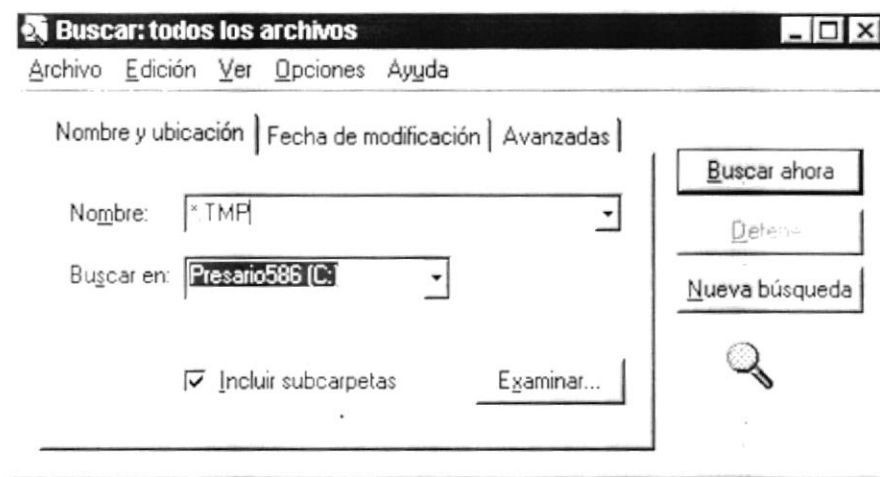 Buscar: todos los archivos
Archivo Edición Ver Opciones Ayuda
Nombre y ubicación Fecha de modificación Avanzadas
Buscar ahora
Nombre: *.TMP
Detener
Buscar en: Presario586 (C:)
Nueva búsqueda
Incluir subcarpetas Examinar...